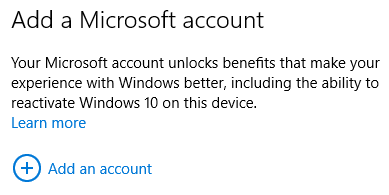 Add a Microsoft account
Your Microsoft account unlocks benefits that make your
experience with Windows better, including the ability to
reactivate Windows 10 on this device.
Learn more
Add an account